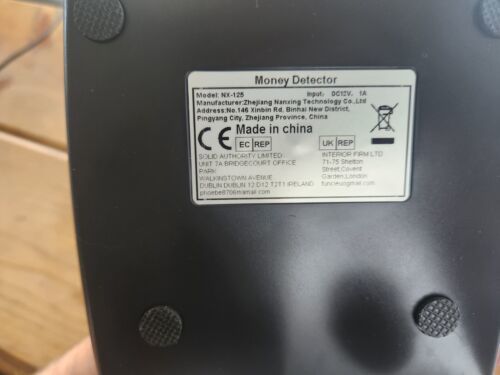 Money Detector
Model: NX-125 Input: DC12V, 1A
Manufacturer:Zhejiang Nanxing Technology Co.,Ltd
Address:No.146 Xinbin Rd, Binhai New District,
Pingyang City, Zhejiang Province, China
CE Made in china
EC REP UK REP
SOLID AUTHORITY LIMITED INTERIOR FIRM LTD
UNIT 7A BRIDGECOURT OFFICE 71-75 Shelton
PARK Street,Covent
WALKINSTOWN AVENUE Garden,London
DUBLIN DUBLIN 12 D12 T2T1 IRELAND